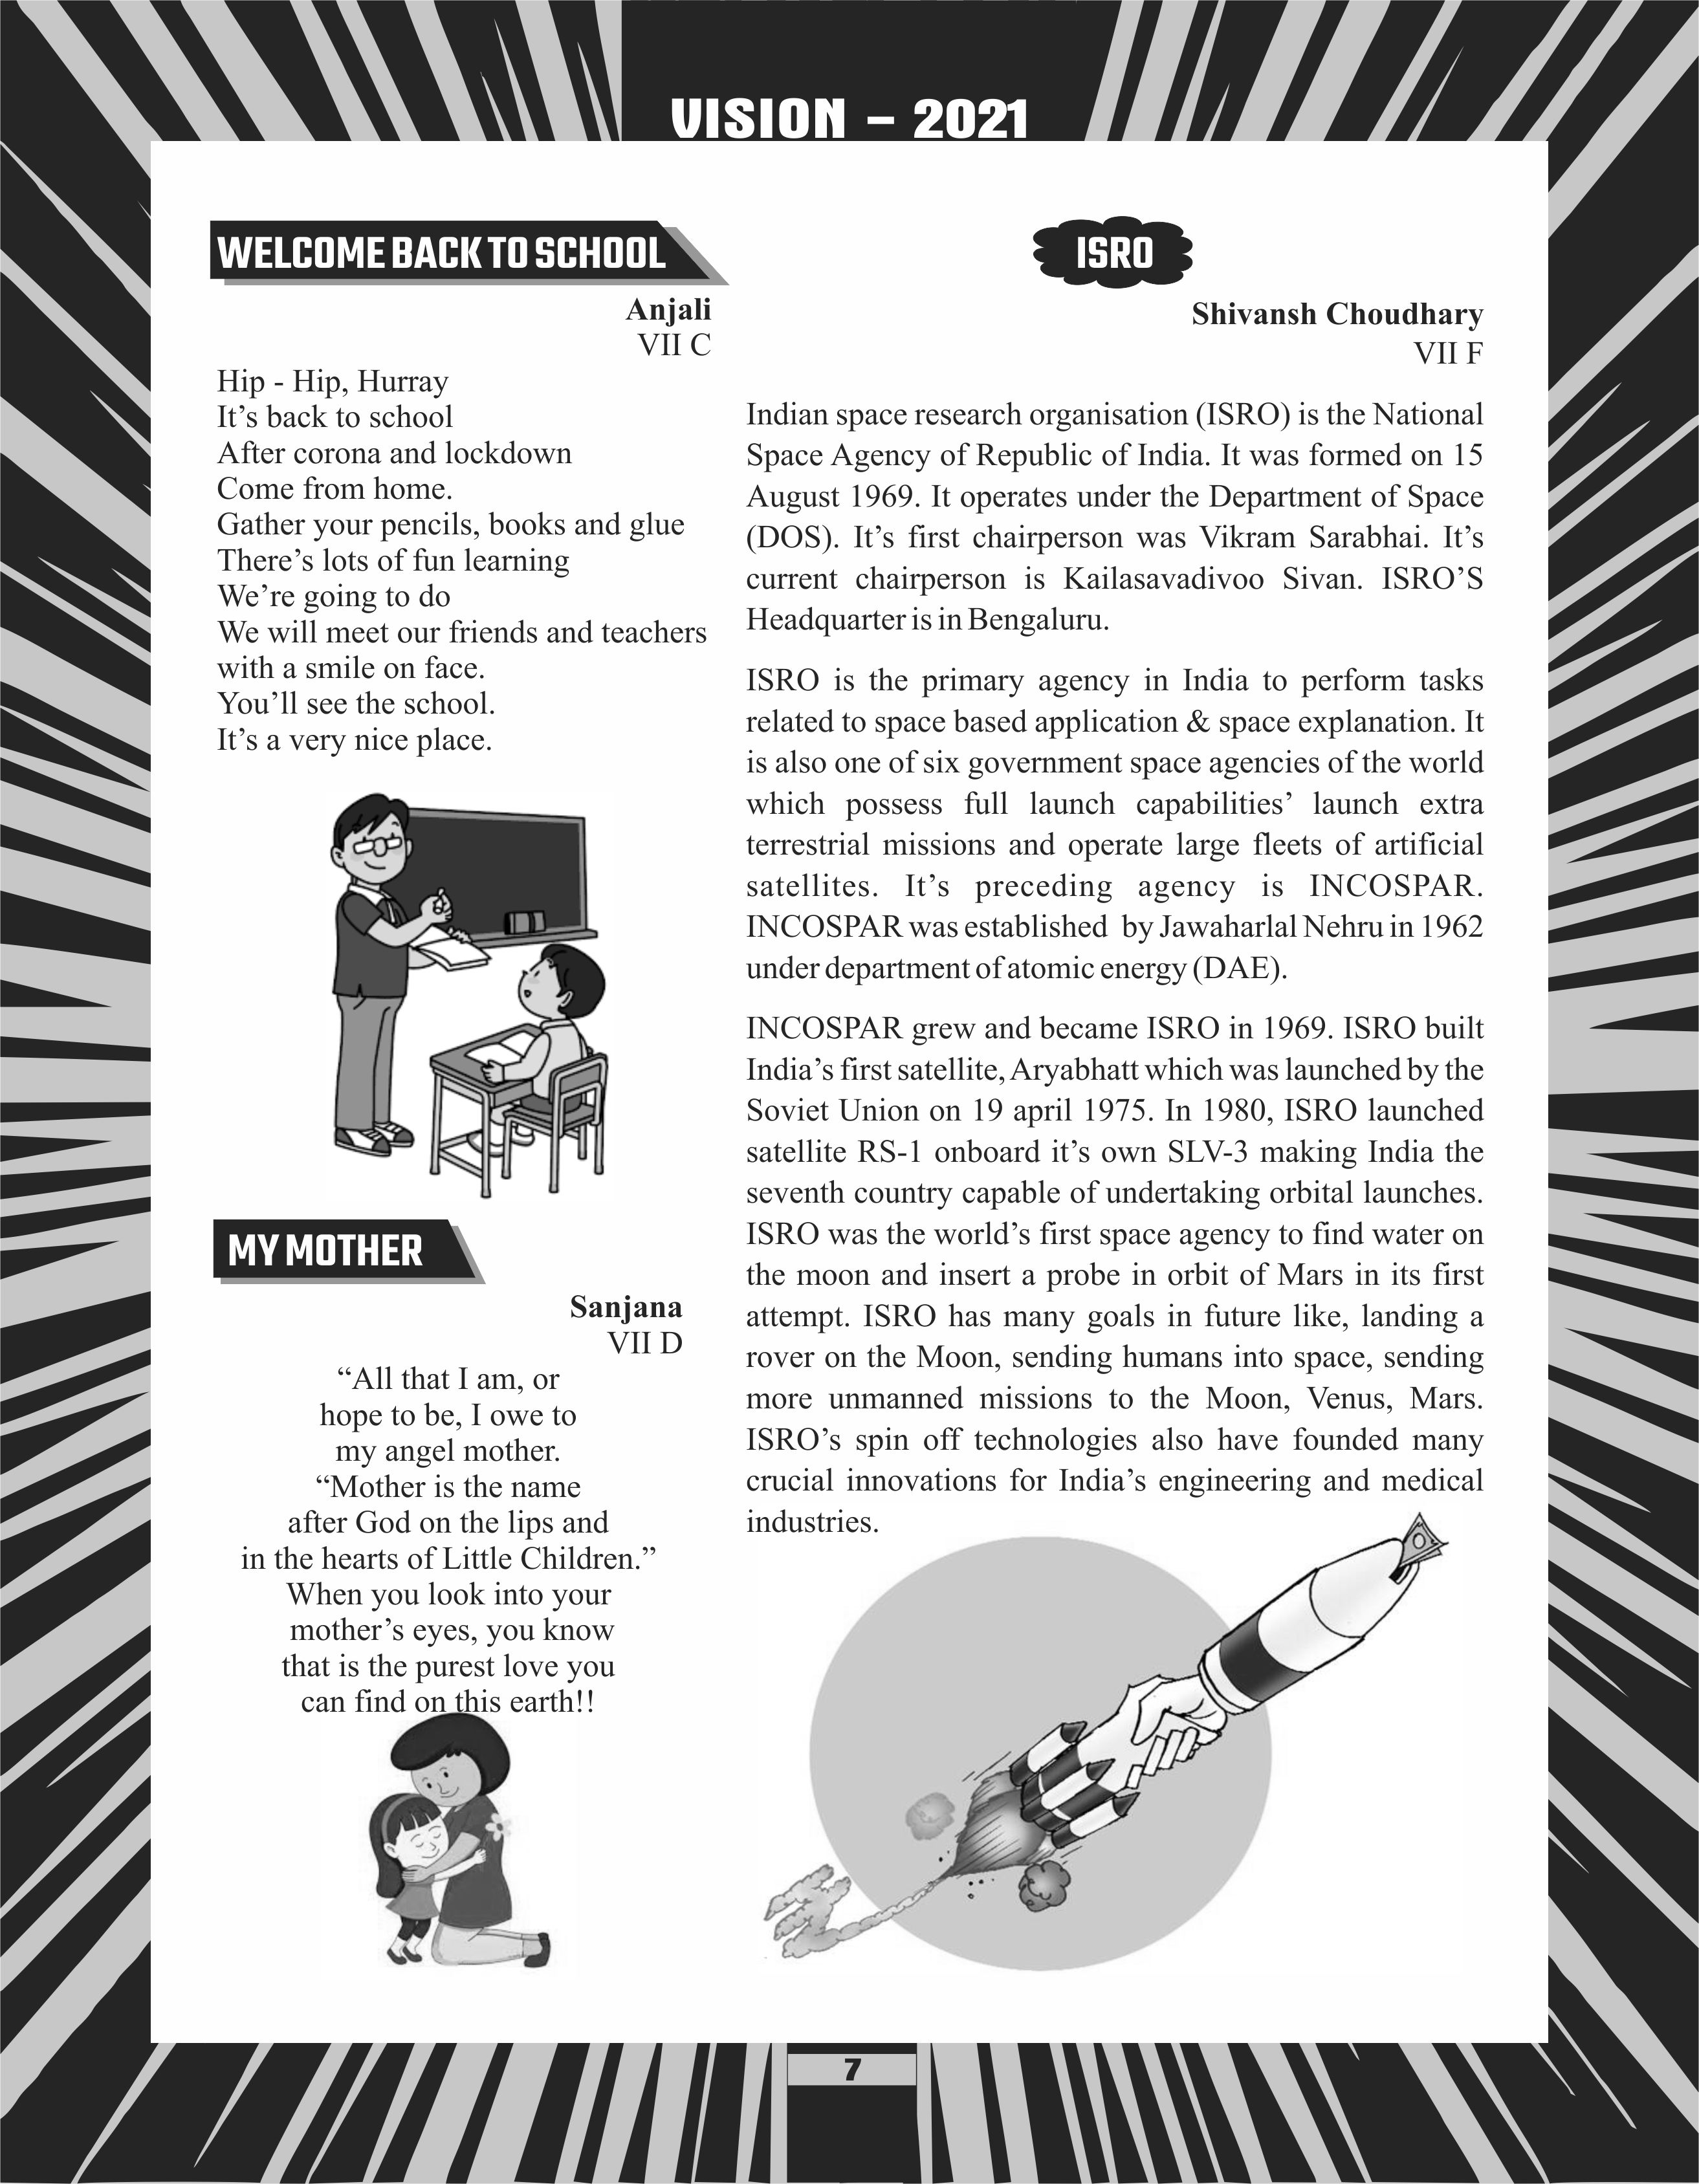 VISION – 2021
WELCOME BACK TO SCHOOL
Anjali
VII C
Hip - Hip, Hurray
It’s back to school
After corona and lockdown
Come from home.
Gather your pencils, books and glue
There’s lots of fun learning
We’re going to do
We will meet our friends and teachers
with a smile on face.
You’ll see the school.
It’s a very nice place.
MY MOTHER
Sanjana
VII D
“All that I am, or
hope to be, I owe to
my angel mother.
“Mother is the name
after God on the lips and
in the hearts of Little Children.”
When you look into your
mother’s eyes, you know
that is the purest love you
can find on this earth!!
ISRO
Shivansh Choudhary
VII F
Indian space research organisation (ISRO) is the National
Space Agency of Republic of India. It was formed on 15
August 1969. It operates under the Department of Space
(DOS). It’s first chairperson was Vikram Sarabhai. It’s
current chairperson is Kailasavadivoo Sivan. ISRO’S
Headquarter is in Bengaluru.
ISRO is the primary agency in India to perform tasks
related to space based application & space explanation. It
is also one of six government space agencies of the world
which possess full launch capabilities’ launch extra
terrestrial missions and operate large fleets of artificial
satellites. It’s preceding agency is INCOSPAR.
INCOSPAR was established by Jawaharlal Nehru in 1962
under department of atomic energy (DAE).
INCOSPAR grew and became ISRO in 1969. ISRO built
India’s first satellite, Aryabhatt which was launched by the
Soviet Union on 19 april 1975. In 1980, ISRO launched
satellite RS-1 onboard it’s own SLV-3 making India the
seventh country capable of undertaking orbital launches.
ISRO was the world’s first space agency to find water on
the moon and insert a probe in orbit of Mars in its first
attempt. ISRO has many goals in future like, landing a
rover on the Moon, sending humans into space, sending
more unmanned missions to the Moon, Venus, Mars.
ISRO’s spin off technologies also have founded many
crucial innovations for India’s engineering and medical
industries.
7